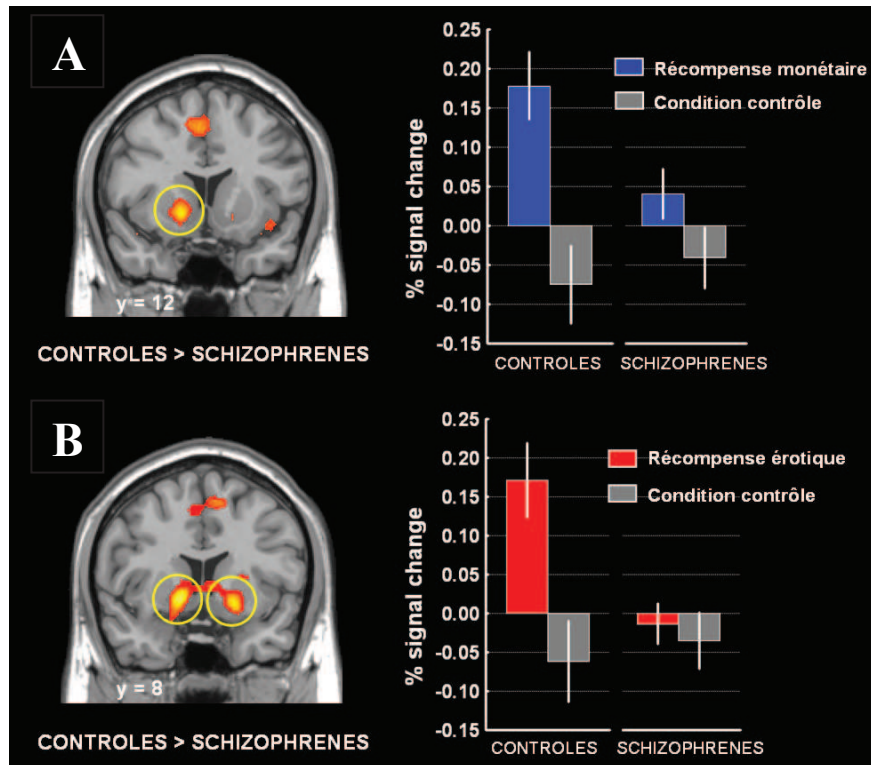 A
y = 12
CONTROLES > SCHIZOPHRENES
% signal change
0.25
0.20
0.15
0.10
0.05
0.00
-0.05
-0.10
-0.15
Récompense monétaire
Condition contrôle
CONTROLES
SCHIZOPHRENES
B
y = 8
CONTROLES > SCHIZOPHRENES
% signal change
0.25
0.20
0.15
0.10
0.05
0.00
-0.05
-0.10
-0.15
Récompense érotique
Condition contrôle
CONTROLES
SCHIZOPHRENES